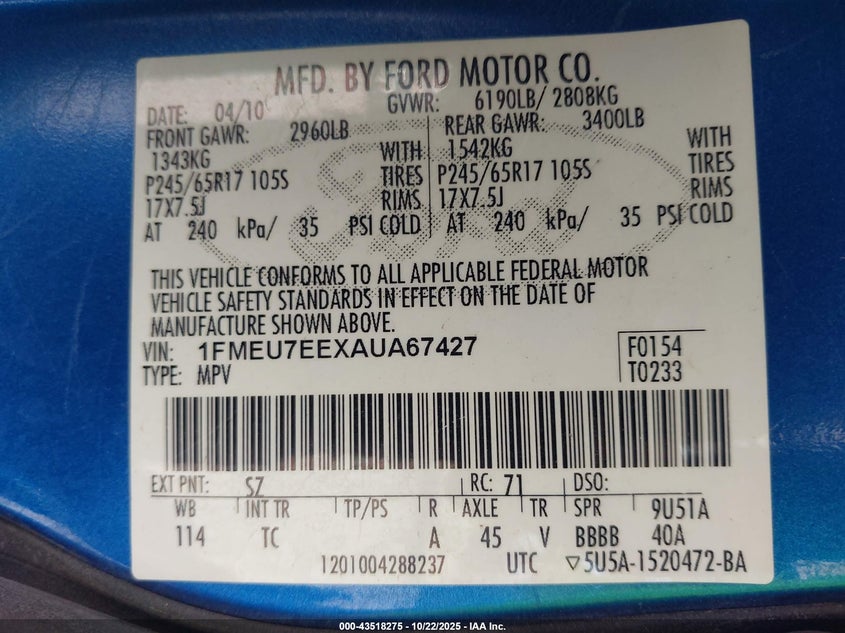 MFD. BY FORD MOTOR CO.
DATE: 04/10 GVWR: 6190LB/ 2808KG
FRONT GAWR: 2960LB REAR GAWR: 3400LB
1343KG WITH 1542KG WITH
P245/65R17 105S TIRES P245/65R17 105S TIRES
17X7.5J RIMS 17X7.5J RIMS
AT 240 kPa/ 35 PSI COLD AT 240 kPa/ 35 PSI COLD
Ford
THIS VEHICLE CONFORMS TO ALL APPLICABLE FEDERAL MOTOR
VEHICLE SAFETY STANDARDS IN EFFECT ON THE DATE OF
MANUFACTURE SHOWN ABOVE.
VIN: 1FMEU7EEXAUA67427 F0154
TYPE: MPV T0233
EXT PNT: SZ RC: 71 DSO:
WB INT TR TP/PS R AXLE TR SPR 9U51A
114 TC A 45 V BBBB 40A
1201004288237 UTC ▽5U5A-1520472-BA
000-43518275 - 10/22/2025 - IAA Inc.